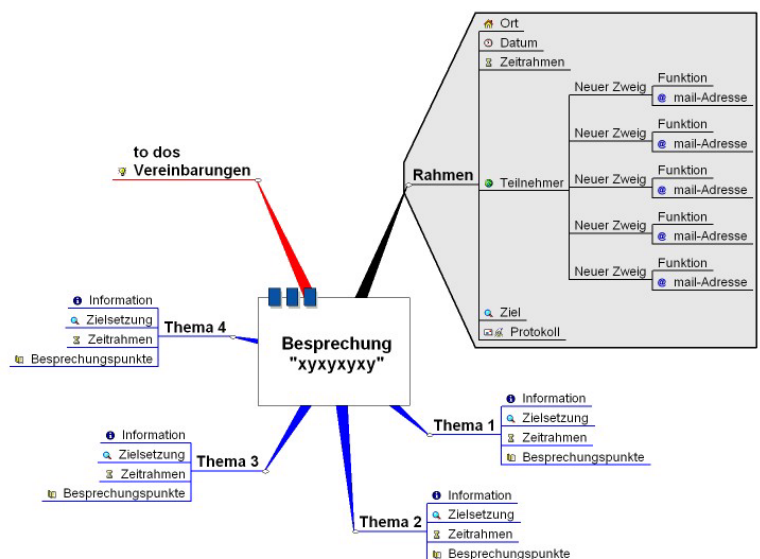 Besprechung
"xyxyxyxy"
Rahmen
Ort
Datum
Zeitrahmen
Teilnehmer
Neuer Zweig
Funktion
@ mail-Adresse
Neuer Zweig
Funktion
@ mail-Adresse
Neuer Zweig
Funktion
@ mail-Adresse
Neuer Zweig
Funktion
@ mail-Adresse
Neuer Zweig
Funktion
@ mail-Adresse
Ziel
Protokoll
Thema 1
Information
Zielsetzung
Zeitrahmen
Besprechungspunkte
Thema 2
Information
Zielsetzung
Zeitrahmen
Besprechungspunkte
Thema 3
Information
Zielsetzung
Zeitrahmen
Besprechungspunkte
Thema 4
Information
Zielsetzung
Zeitrahmen
Besprechungspunkte
to dos
Vereinbarungen